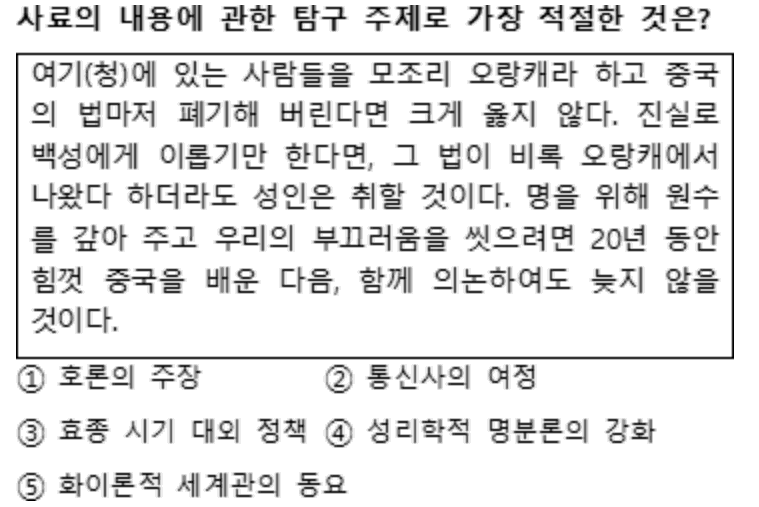 사료의 내용에 관한 탐구 주제로 가장 적절한 것은?
여기(청)에 있는 사람들을 모조리 오랑캐라 하고 중국
의 법마저 폐기해 버린다면 크게 옳지 않다. 진실로
백성에게 이롭기만 한다면, 그 법이 비록 오랑캐에서
나왔다 하더라도 성인은 취할 것이다. 명을 위해 원수
를 갚아 주고 우리의 부끄러움을 씻으려면 20년 동안
힘껏 중국을 배운 다음, 함께 의논하여도 늦지 않을
것이다.
① 호론의 주장 ② 통신사의 여정
③ 효종 시기 대외 정책 ④ 성리학적 명분론의 강화
⑤ 화이론적 세계관의 동요